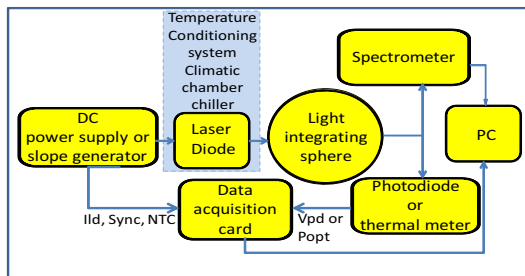 Temperature
Conditioning
system
Climatic
chamber
chiller
DC
power supply or
slope generator
Laser
Diode
Light
integrating
sphere
Spectrometer
PC
Ild, Sync, NTC
Data
acquisition
card
Vpd or
Popt
Photodiode
or
thermal meter